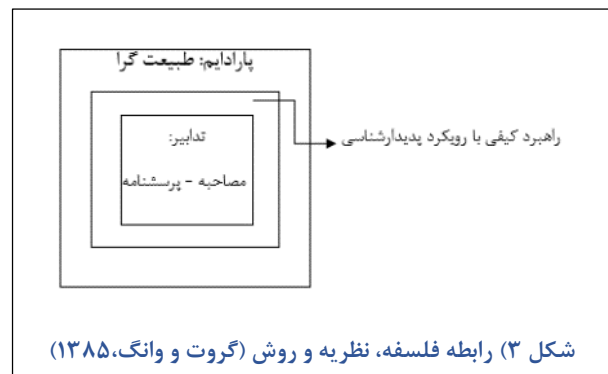 پارادایم: طبیعت گرا
راهبرد کیفی با رویکرد پدیدارشناسی
تدابیر:
مصاحبه - پرسشنامه
شکل ۳) رابطه فلسفه، نظریه و روش (گروت و وانگ،۱۳۸۵)